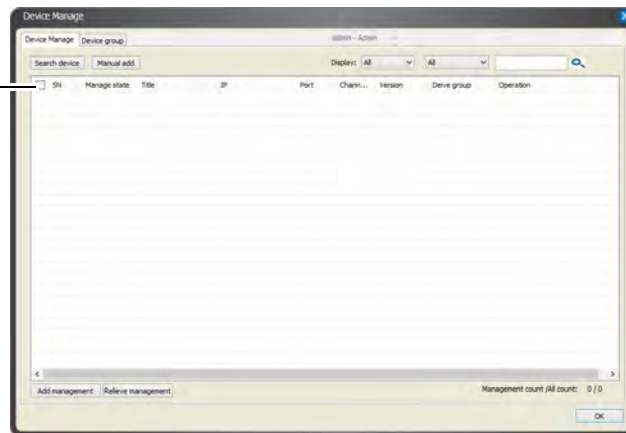 Device Manage
Device Manage Device group admin - Admin
Search device Manual add Display: All All
SN Manage state Title IP Port Chann... Version Deive group Operation
Add management Relieve management Management count /All count: 0 / 0
OK